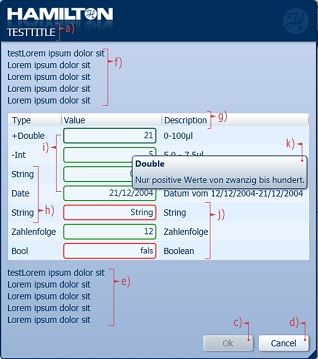 HAMILTON
TESTTITLE a)
testLorem ipsum dolor sit
Lorem ipsum dolor sit
Lorem ipsum dolor sit f)
Lorem ipsum dolor sit
Lorem ipsum dolor sit
g)
Type Value Description
+Double 21 0-100µl
i) k)
-Int 5 5,0 - 7,5µl
Double
String
Nur positive Werte von zwanzig bis hundert.
Date 21/12/2004 Datum vom 12/12/2004-21/12/2004
h) j)
String String String
Zahlenfolge 12 Zahlenfolge
Bool fals Boolean
testLorem ipsum dolor sit
Lorem ipsum dolor sit
Lorem ipsum dolor sit e)
Lorem ipsum dolor sit
Lorem ipsum dolor sit
c) d)
Ok Cancel